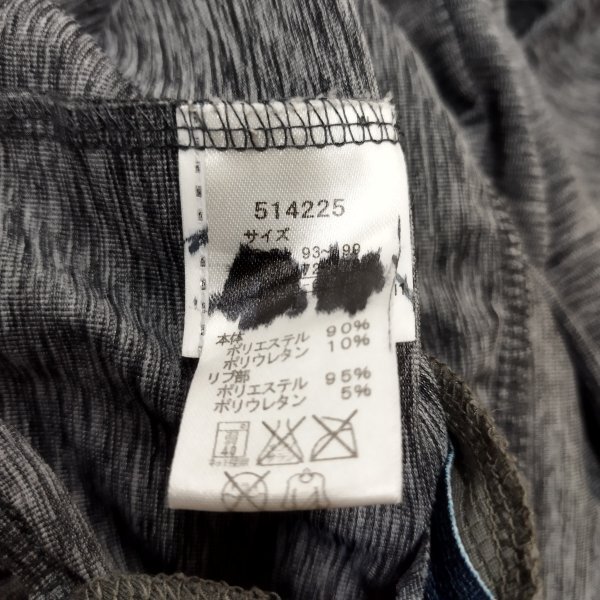 514225
サイズ
93~
72
本体
ポリエステル 90%
ポリウレタン 10%
リブ部
ポリエステル 95%
ポリウレタン 5%
40